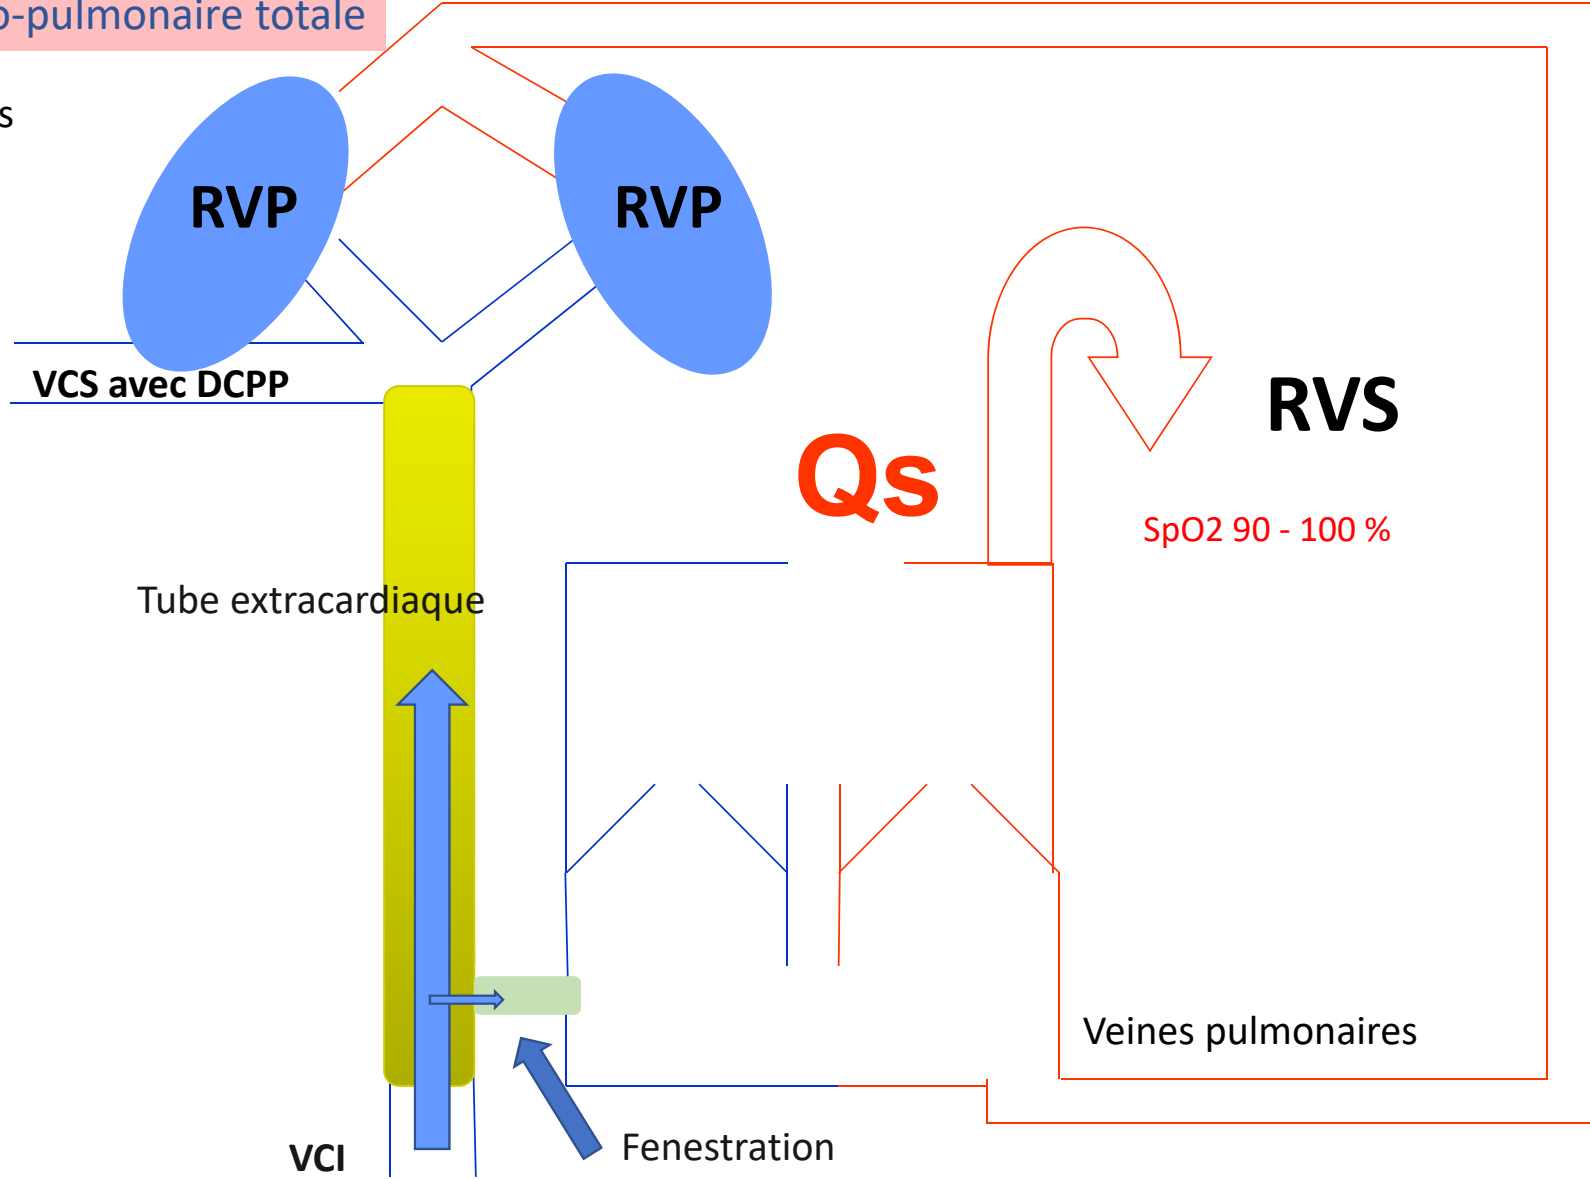 o-pulmonaire totale
s
RVP
RVP
VCS avec DCPP
RVS
Qs
SpO2 90 - 100 %
Tube extracardiaque
Veines pulmonaires
Fenestration
VCI